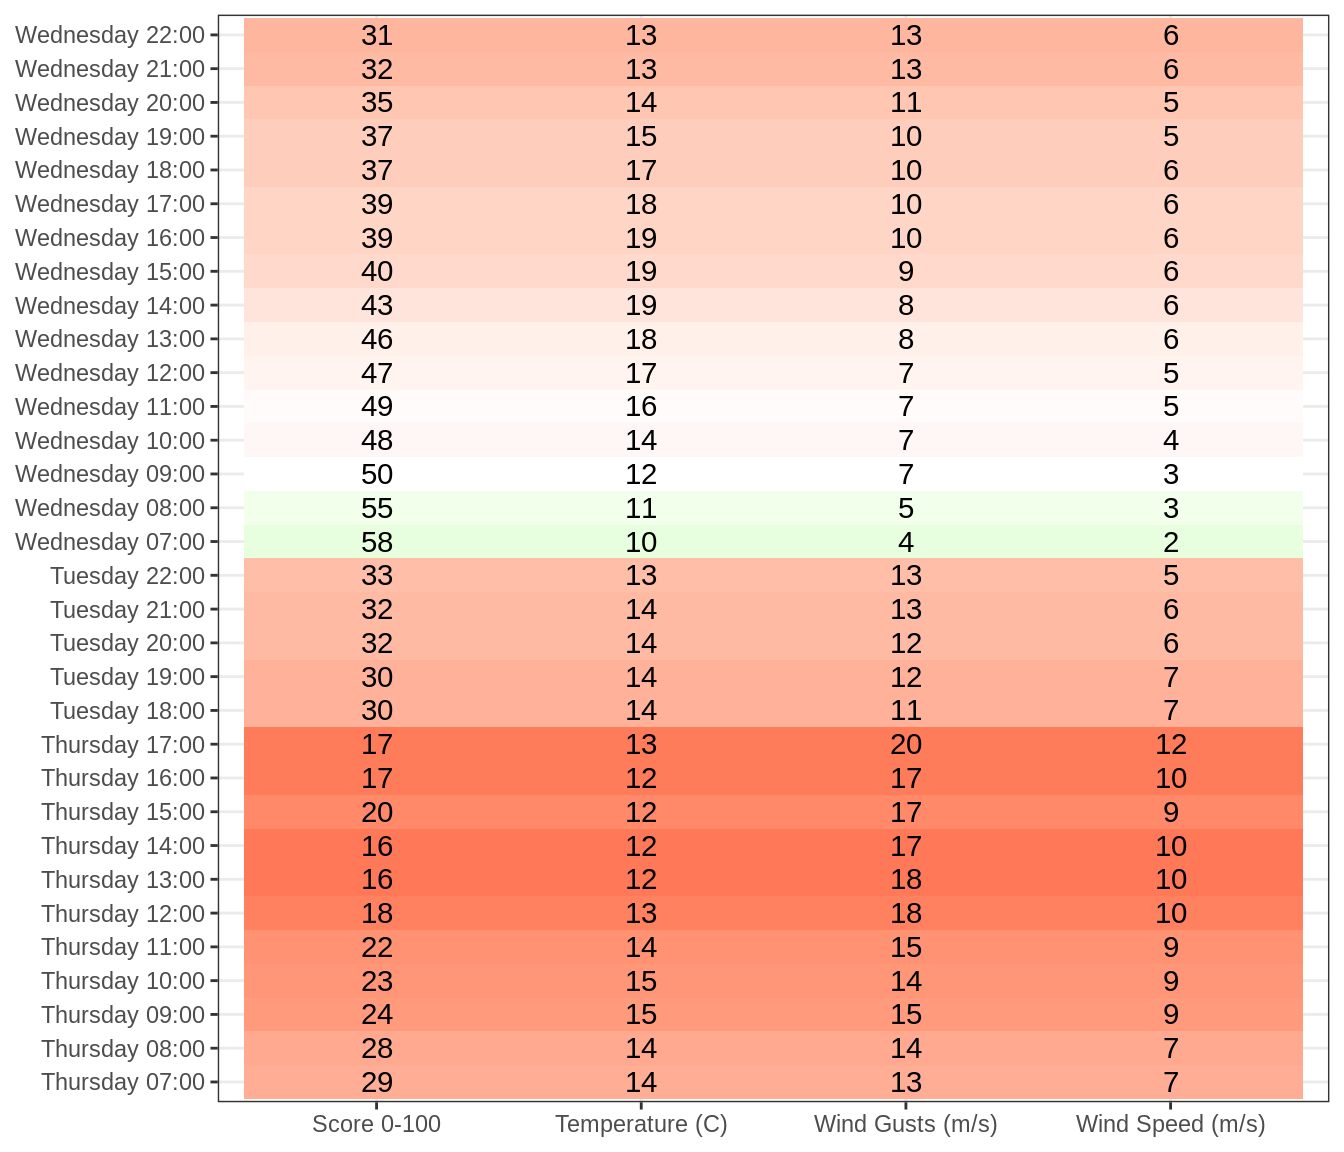 Wednesday 22:00 31 13 13 6
Wednesday 21:00 32 13 13 6
Wednesday 20:00 35 14 11 5
Wednesday 19:00 37 15 10 5
Wednesday 18:00 37 17 10 6
Wednesday 17:00 39 18 10 6
Wednesday 16:00 39 19 10 6
Wednesday 15:00 40 19 9 6
Wednesday 14:00 43 19 8 6
Wednesday 13:00 46 18 8 6
Wednesday 12:00 47 17 7 5
Wednesday 11:00 49 16 7 5
Wednesday 10:00 48 14 7 4
Wednesday 09:00 50 12 7 3
Wednesday 08:00 55 11 5 3
Wednesday 07:00 58 10 4 2
Tuesday 22:00 33 13 13 5
Tuesday 21:00 32 14 13 6
Tuesday 20:00 32 14 12 6
Tuesday 19:00 30 14 12 7
Tuesday 18:00 30 14 11 7
Thursday 17:00 17 13 20 12
Thursday 16:00 17 12 17 10
Thursday 15:00 20 12 17 9
Thursday 14:00 16 12 17 10
Thursday 13:00 16 12 18 10
Thursday 12:00 18 13 18 10
Thursday 11:00 22 14 15 9
Thursday 10:00 23 15 14 9
Thursday 09:00 24 15 15 9
Thursday 08:00 28 14 14 7
Thursday 07:00 29 14 13 7
Score 0-100 Temperature (C) Wind Gusts (m/s) Wind Speed (m/s)